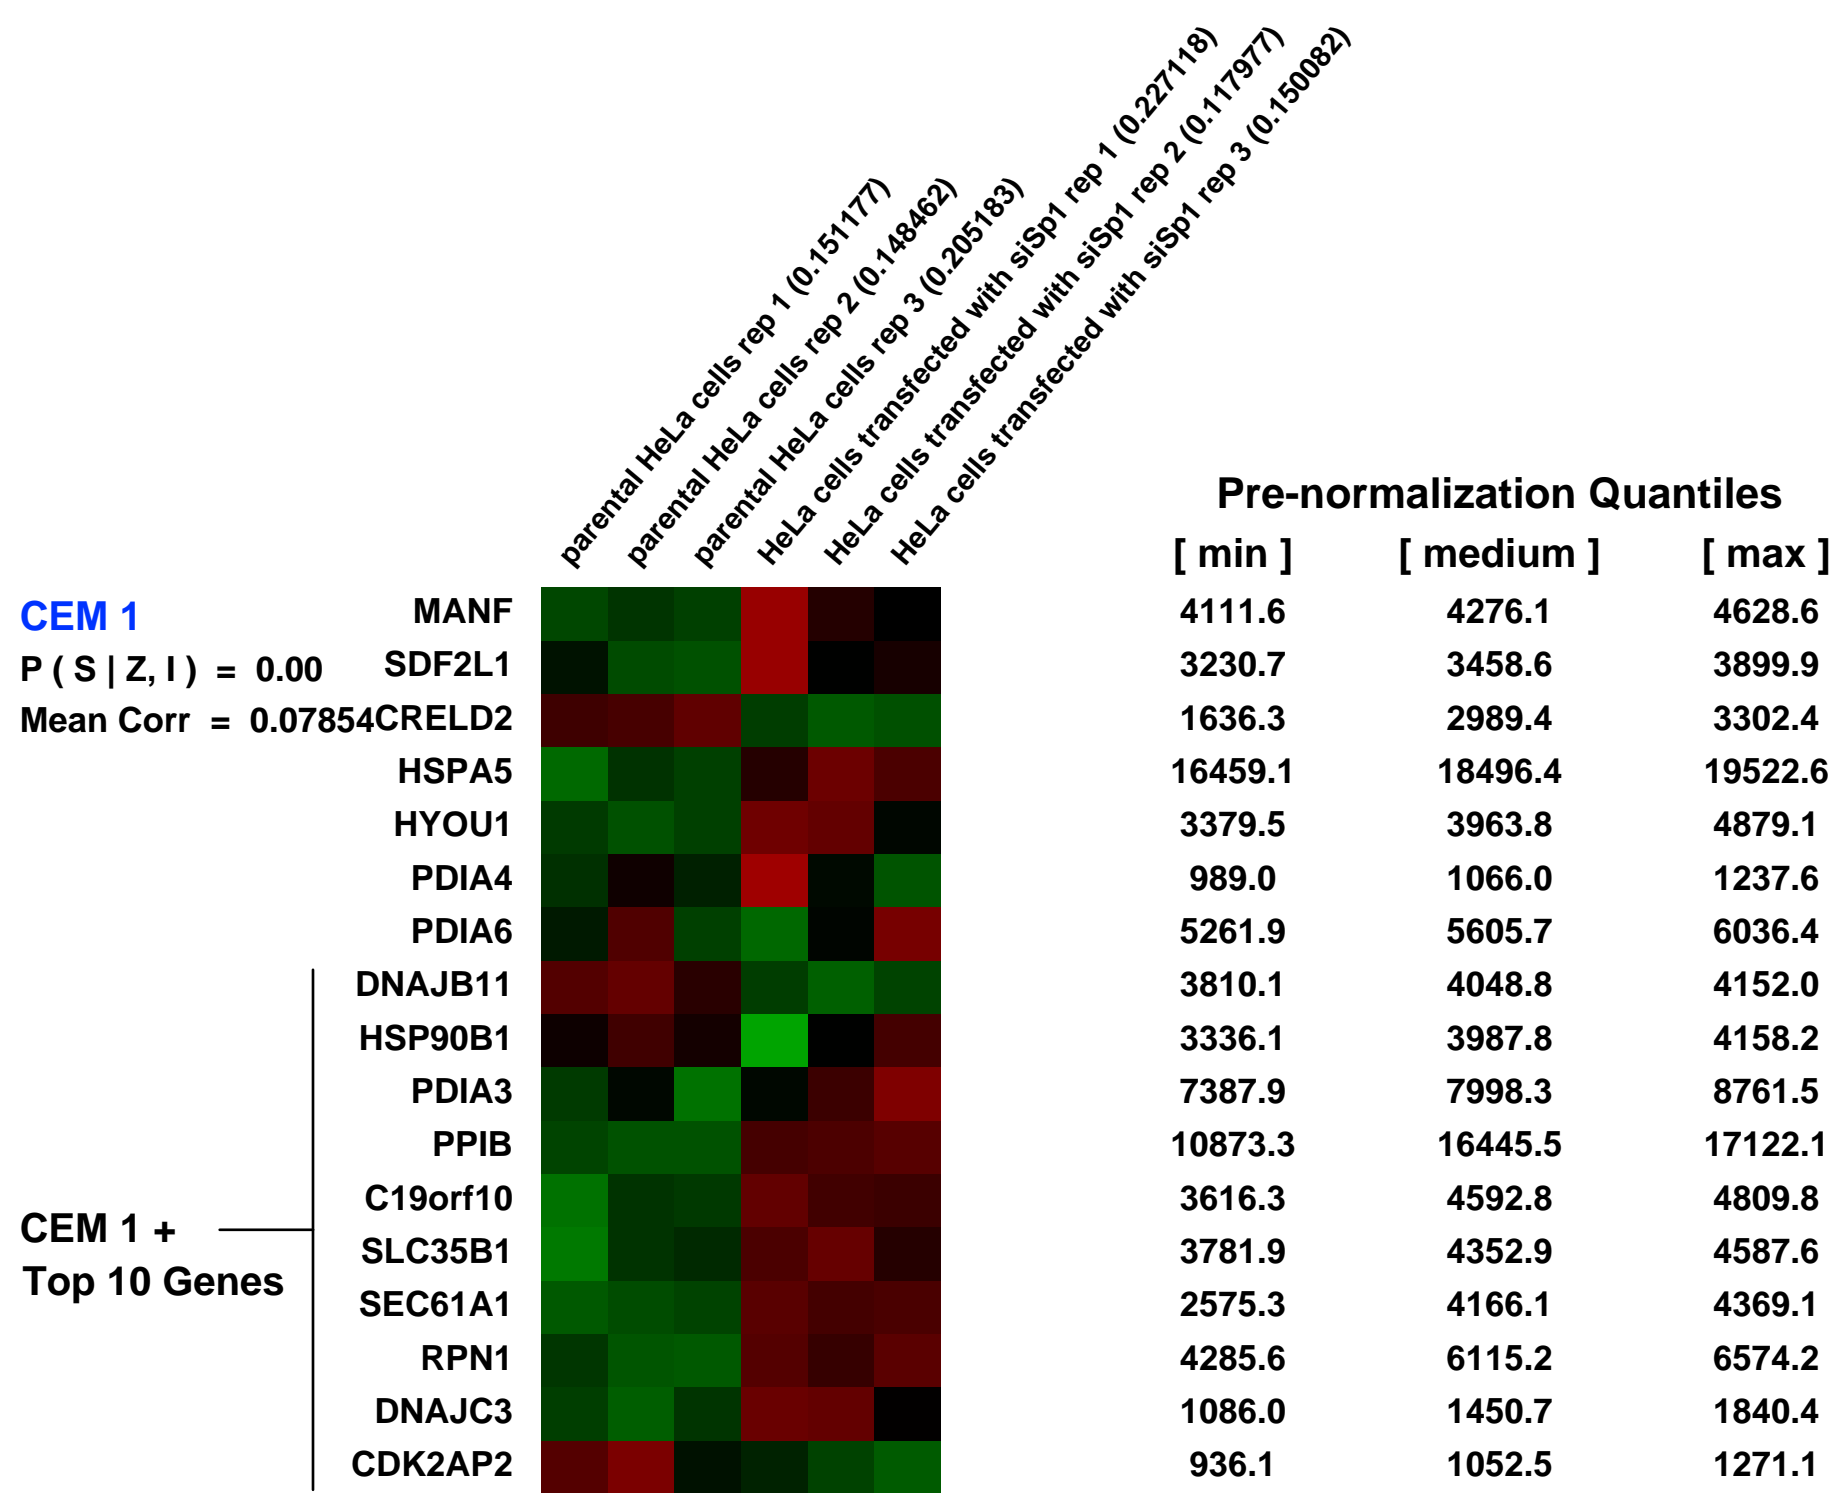 parental HeLa cells rep 1 (0.151177)
parental HeLa cells rep 2 (0.148462)
parental HeLa cells rep 3 (0.205183)
HeLa cells transfected with siSp1 rep 1 (0.227118)
HeLa cells transfected with siSp1 rep 2 (0.117977)
HeLa cells transfected with siSp1 rep 3 (0.150082)
Pre-normalization Quantiles
[ min ] [ medium ] [ max ]
CEM 1 MANF 4111.6 4276.1 4628.6
P ( S | Z, I ) = 0.00 SDF2L1 3230.7 3458.6 3899.9
Mean Corr = 0.07854 CRELD2 1636.3 2989.4 3302.4
HSPA5 16459.1 18496.4 19522.6
HYOU1 3379.5 3963.8 4879.1
PDIA4 989.0 1066.0 1237.6
PDIA6 5261.9 5605.7 6036.4
DNAJB11 3810.1 4048.8 4152.0
HSP90B1 3336.1 3987.8 4158.2
PDIA3 7387.9 7998.3 8761.5
PPIB 10873.3 16445.5 17122.1
C19orf10 3616.3 4592.8 4809.8
CEM 1 +
SLC35B1 3781.9 4352.9 4587.6
Top 10 Genes
SEC61A1 2575.3 4166.1 4369.1
RPN1 4285.6 6115.2 6574.2
DNAJC3 1086.0 1450.7 1840.4
CDK2AP2 936.1 1052.5 1271.1